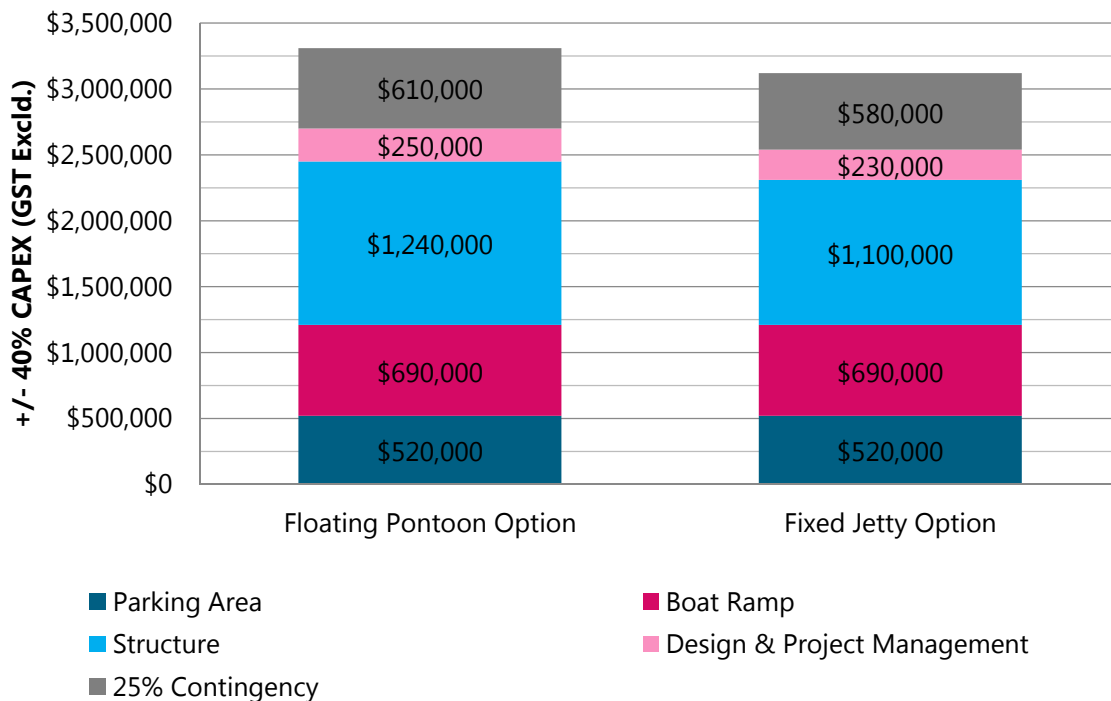 $3,500,000
$3,000,000
$2,500,000
$2,000,000
$1,500,000
$1,000,000
$500,000
$0
+/- 40% CAPEX (GST Excld.)
$610,000
$250,000
$1,240,000
$690,000
$520,000
$580,000
$230,000
$1,100,000
$690,000
$520,000
Floating Pontoon Option
Fixed Jetty Option
Parking Area
Boat Ramp
Structure
Design & Project Management
25% Contingency